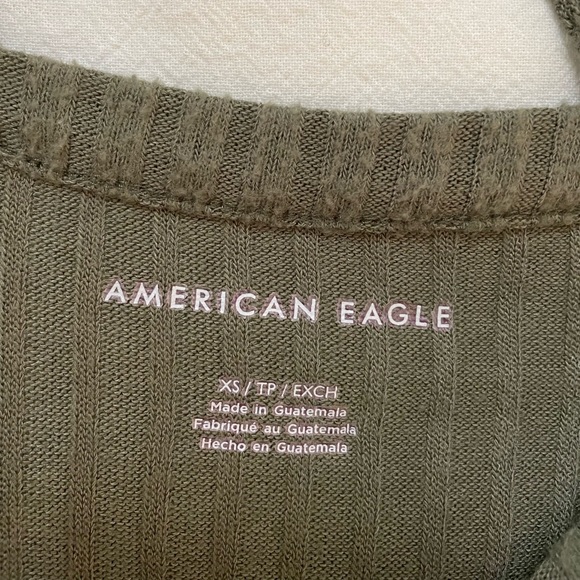 AMERICAN EAGLE
XS / TP / EXCH
Made in Guatemala
Fabriqué au Guatemala
Hecho en Guatemala